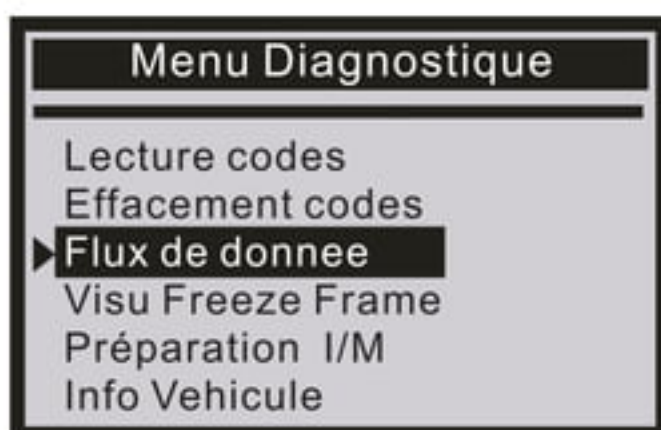 Menu Diagnostique
Lecture codes
Effacement codes
Flux de donnee
Visu Freeze Frame
Préparation I/M
Info Vehicule